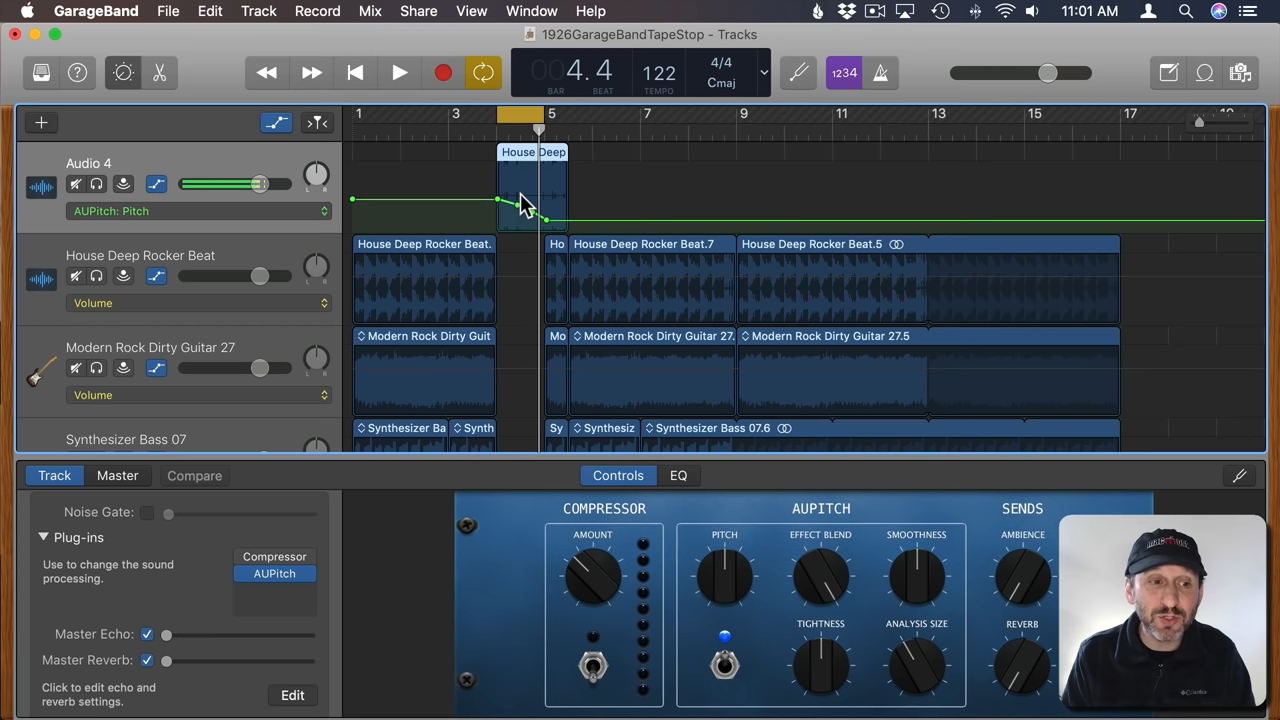 GarageBand File Edit Track Record Mix Share View Window Help 11:01 AM
1926GarageBandTapeStop - Tracks
004.4 122 4/4 1234
Cmaj
BAR BEAT TEMPO
1 3 5 7 9 11 13 15 17
Audio 4
House Deep
L R
AUPitch: Pitch
House Deep Rocker Beat
House Deep Rocker Beat. Ho House Deep Rocker Beat.7 House Deep Rocker Beat.5
L R
Volume
Modern Rock Dirty Guitar 27
Modern Rock Dirty Guit Mo Modern Rock Dirty Guitar 27. Modern Rock Dirty Guitar 27.5
L R
Volume
Synthesizer Bass 07
Synthesizer Ba Synth Sy Synthesiz Synthesizer Bass 07.6
Track Master Compare Controls EQ
Noise Gate:
Plug-ins
Use to change the sound
processing.
Compressor
AUPitch
Master Echo:
Master Reverb:
Click to edit echo and
reverb settings.
Edit
COMPRESSOR AUPITCH SENDS
AMOUNT PITCH EFFECT BLEND SMOOTHNESS AMBIENCE
TIGHTNESS ANALYSIS SIZE REVERB
Columbia